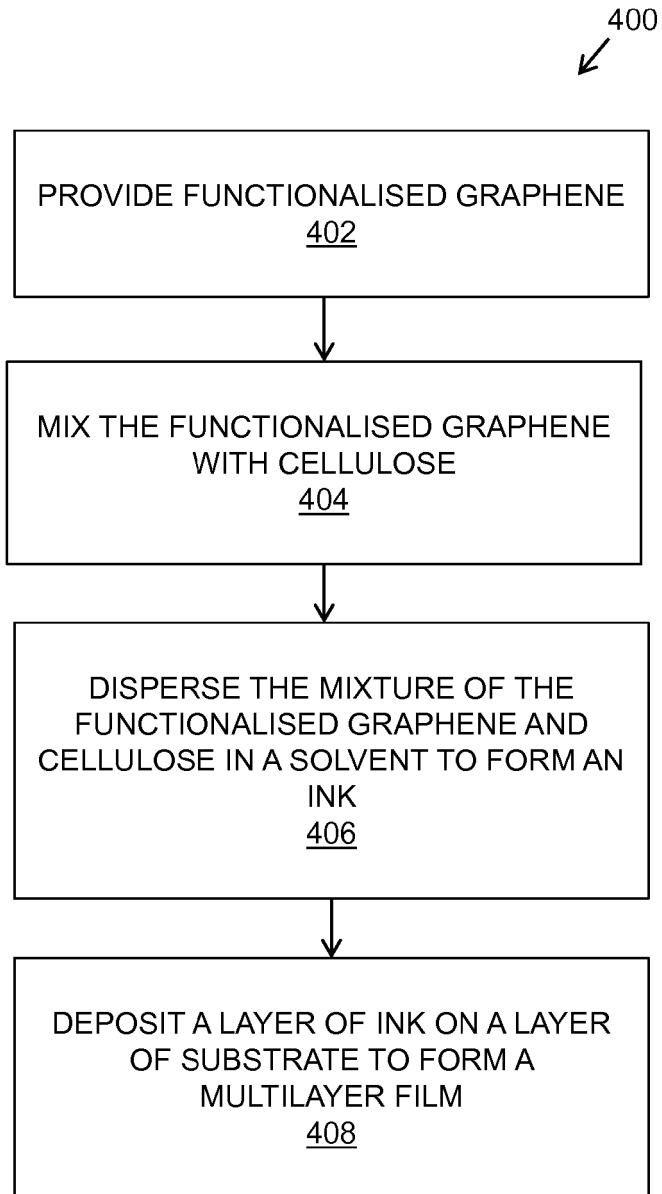 400
PROVIDE FUNCTIONALISED GRAPHENE
402
MIX THE FUNCTIONALISED GRAPHENE
WITH CELLULOSE
404
DISPERSE THE MIXTURE OF THE
FUNCTIONALISED GRAPHENE AND
CELLULOSE IN A SOLVENT TO FORM AN
INK
406
DEPOSIT A LAYER OF INK ON A LAYER
OF SUBSTRATE TO FORM A
MULTILAYER FILM
408